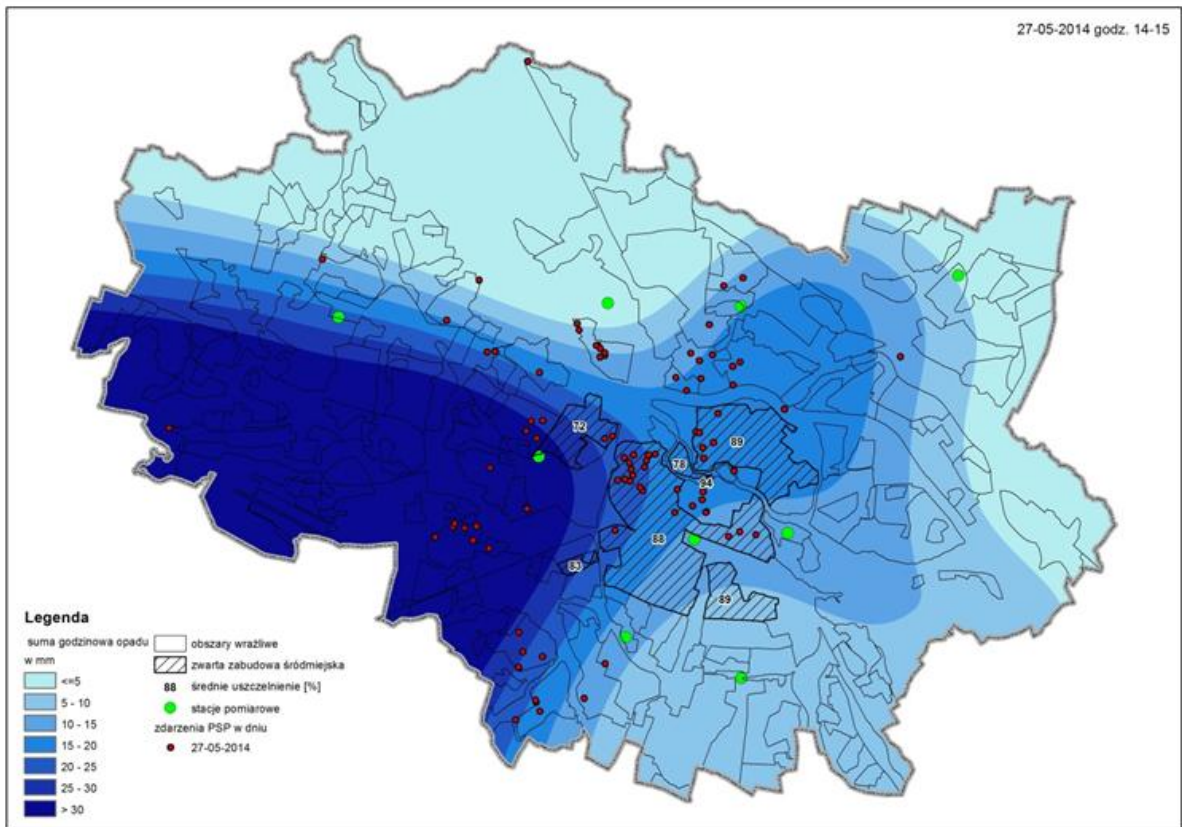 27-05-2014 godz. 14-15
72
89
78
94
88
83
89
Legenda
suma godzinowa opadu
w mm
<=5
5 - 10
10 - 15
15 - 20
20 - 25
25 - 30
> 30
obszary wrażliwe
zwarta zabudowa śródmiejska
88 średnie uszczelnienie [%]
stacje pomiarowe
zdarzenia PSP w dniu
27-05-2014